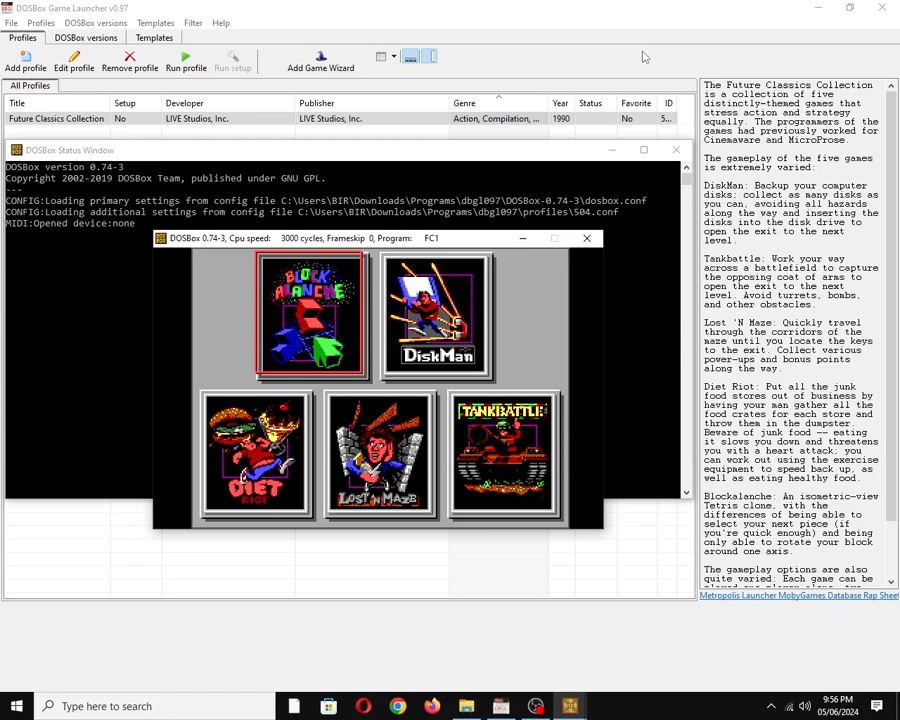 DOSBox Game Launcher v0.97
File Profiles DOSBox versions Templates Filter Help
Profiles DOSBox versions Templates
Add profile Edit profile Remove profile Run profile Run setup Add Game Wizard
All Profiles
Title Setup Developer Publisher Genre Year Status Favorite ID
Future Classics Collection No LIVE Studios, Inc. LIVE Studios, Inc. Action, Compilation, ... 1990 No 5...
DOSBox Status Window
DOSBox version 0.74-3
Copyright 2002-2019 DOSBox Team, published under GNU GPL.
---
CONFIG:Loading primary settings from config file C:\Users\BIR\Downloads\Programs\dbgl097\DOSBox-0.74-3\dosbox.conf
CONFIG:Loading additional settings from config file C:\Users\BIR\Downloads\Programs\dbgl097\profiles\504.conf
MIDI:Opened device:none
DOSBox 0.74-3, Cpu speed: 3000 cycles, Frameskip 0, Program: FC1
BLOCK
ALANCHE
DiskMan
DIET
RIOT
LOST 'N MAZE
TANKBATTLE
The Future Classics Collection
is a collection of five
distinctly-themed games that
stress action and strategy
equally. The programmers of the
games had previously worked for
Cinemaware and MicroProse.
The gameplay of the five games
is extremely varied:
DiskMan: Backup your computer
disks; collect as many disks as
you can, avoiding all hazards
along the way and inserting the
disks into the disk drive to
open the exit to the next
level.
Tankbattle: Work your way
across a battlefield to capture
the opposing coat of arms to
open the exit to the next
level. Avoid turrets, bombs,
and other obstacles.
Lost 'N Maze: Quickly travel
through the corridors of the
maze until you locate the keys
to the exit. Collect various
power-ups and bonus points
along the way.
Diet Riot: Put all the junk
food stores out of business by
having your man gather all the
food crates for each store and
throw them in the dumpster.
Beware of junk food -- eating
it slows you down and threatens
you with a heart attack; you
can work out using the exercise
equipment to speed back up, as
well as eating healthy food.
Blockalanche: An isometric-view
Tetris clone, with the
differences of being able to
select your next piece (if
you're quick enough) and being
only able to rotate your block
around one axis.
The gameplay options are also
quite varied: Each game can be
Metropolis Launcher MobyGames Database Rap Sheet
Type here to search
9:56 PM
05/06/2024